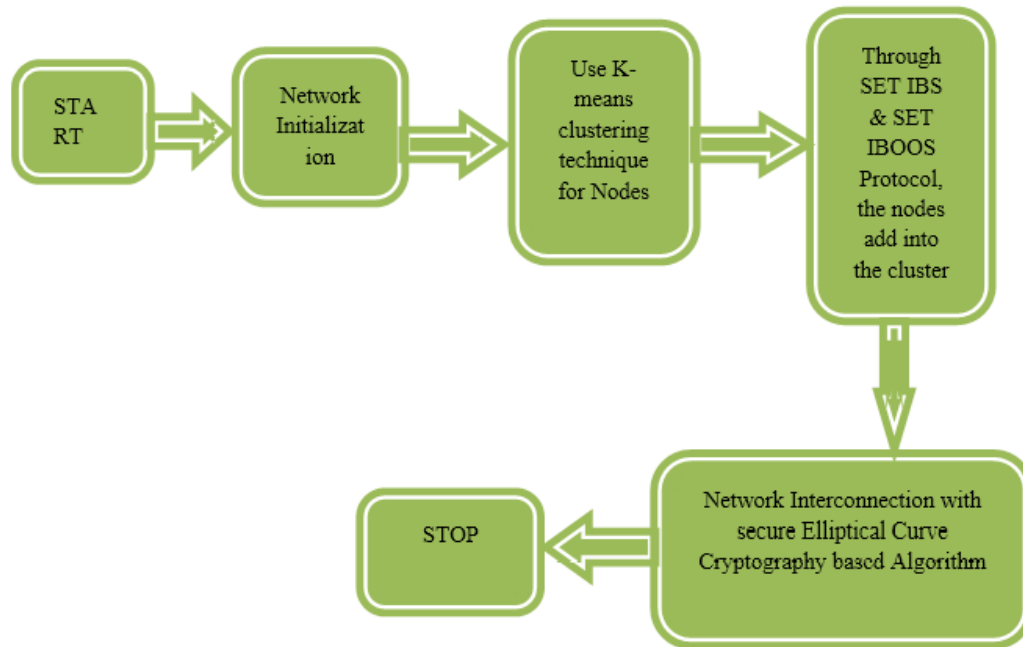 STA
RT
Network
Initializat
ion
Use K-
means
clustering
technique
for Nodes
Through
SET IBS
& SET
IBOOS
Protocol,
the nodes
add into
the cluster
Network Interconnection with
secure Elliptical Curve
Cryptography based Algorithm
STOP